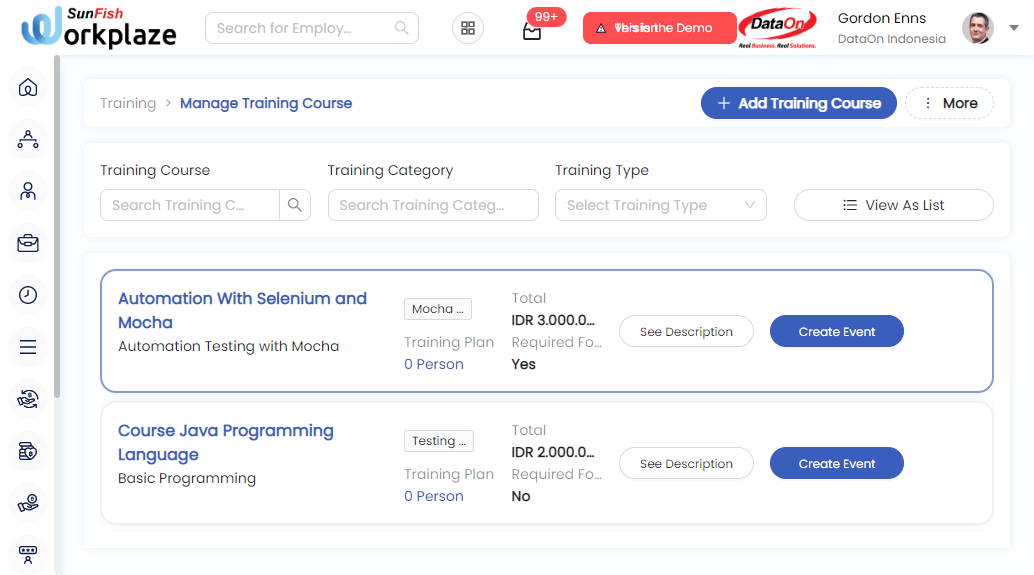 SunFish
Workplaze
Search for Employ...
99+
the Demo
DataOn
Real Business. Real Solutions.
Gordon Enns
DataOn Indonesia
Training > Manage Training Course
+ Add Training Course
More
Training Course
Training Category
Training Type
Search Training C...
Search Training Categ...
Select Training Type
View As List
Automation With Selenium and
Mocha
Automation Testing with Mocha
Mocha ...
Training Plan
0 Person
Total
IDR 3.000.0...
Required Fo...
Yes
See Description
Create Event
Course Java Programming
Language
Basic Programming
Testing ...
Training Plan
0 Person
Total
IDR 2.000.0...
Required Fo...
No
See Description
Create Event